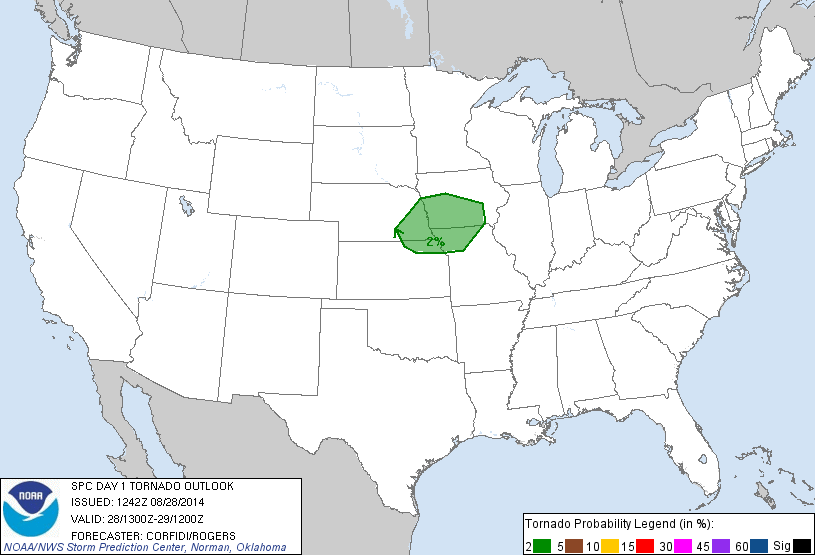 2%
NOAA
SPC DAY 1 TORNADO OUTLOOK
ISSUED: 1242Z 08/28/2014
VALID: 28/1300Z-29/1200Z
FORECASTER: CORFIDI/ROGERS
NOAA/NWS Storm Prediction Center, Norman, Oklahoma
Tornado Probability Legend (in %):
2 5 10 15 30 45 60 Sig